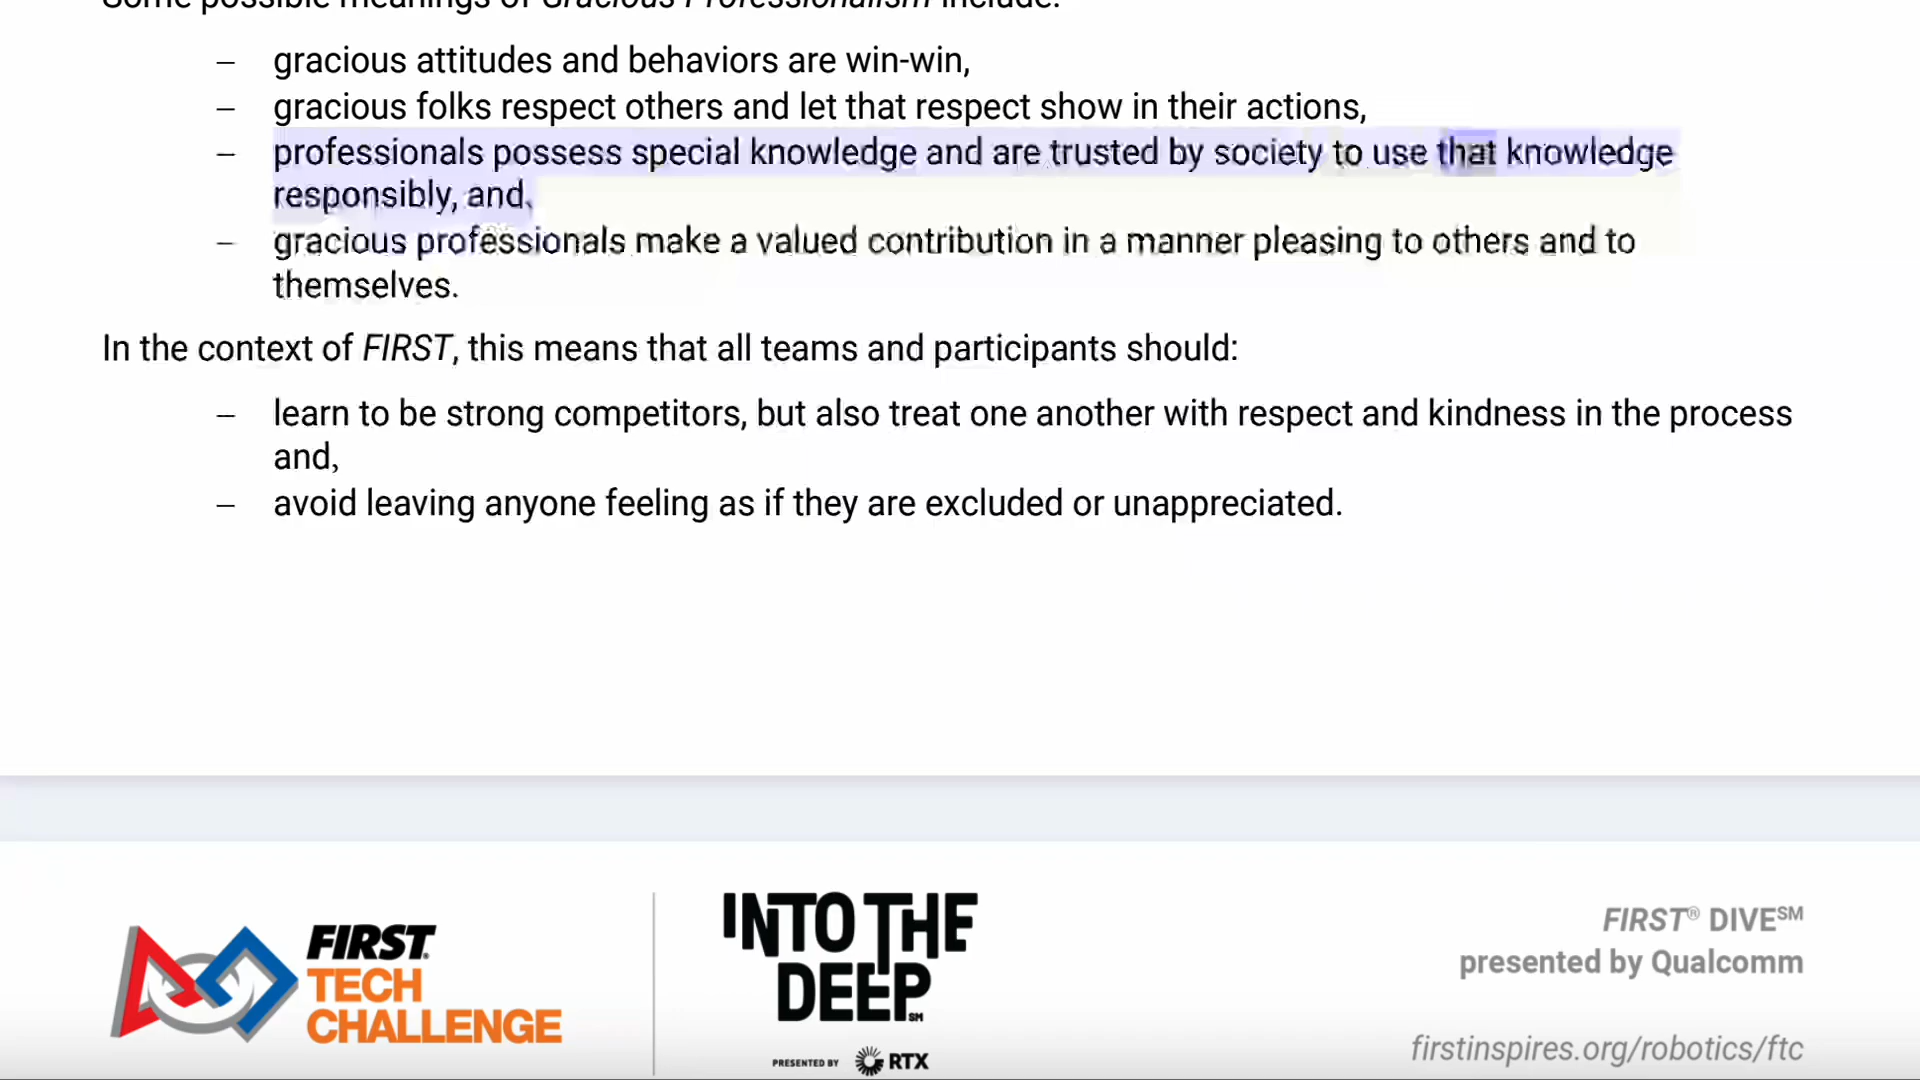 Some possible meanings of Gracious Professionalism include:
– gracious attitudes and behaviors are win-win,
– gracious folks respect others and let that respect show in their actions,
– professionals possess special knowledge and are trusted by society to use that knowledge
responsibly, and,
– gracious professionals make a valued contribution in a manner pleasing to others and to
themselves.
In the context of FIRST, this means that all teams and participants should:
– learn to be strong competitors, but also treat one another with respect and kindness in the process
and,
– avoid leaving anyone feeling as if they are excluded or unappreciated.
FIRST®
TECH
CHALLENGE
INTO THE
DEEP℠
PRESENTED BY RTX
FIRST® DIVE℠
presented by Qualcomm
firstinspires.org/robotics/ftc